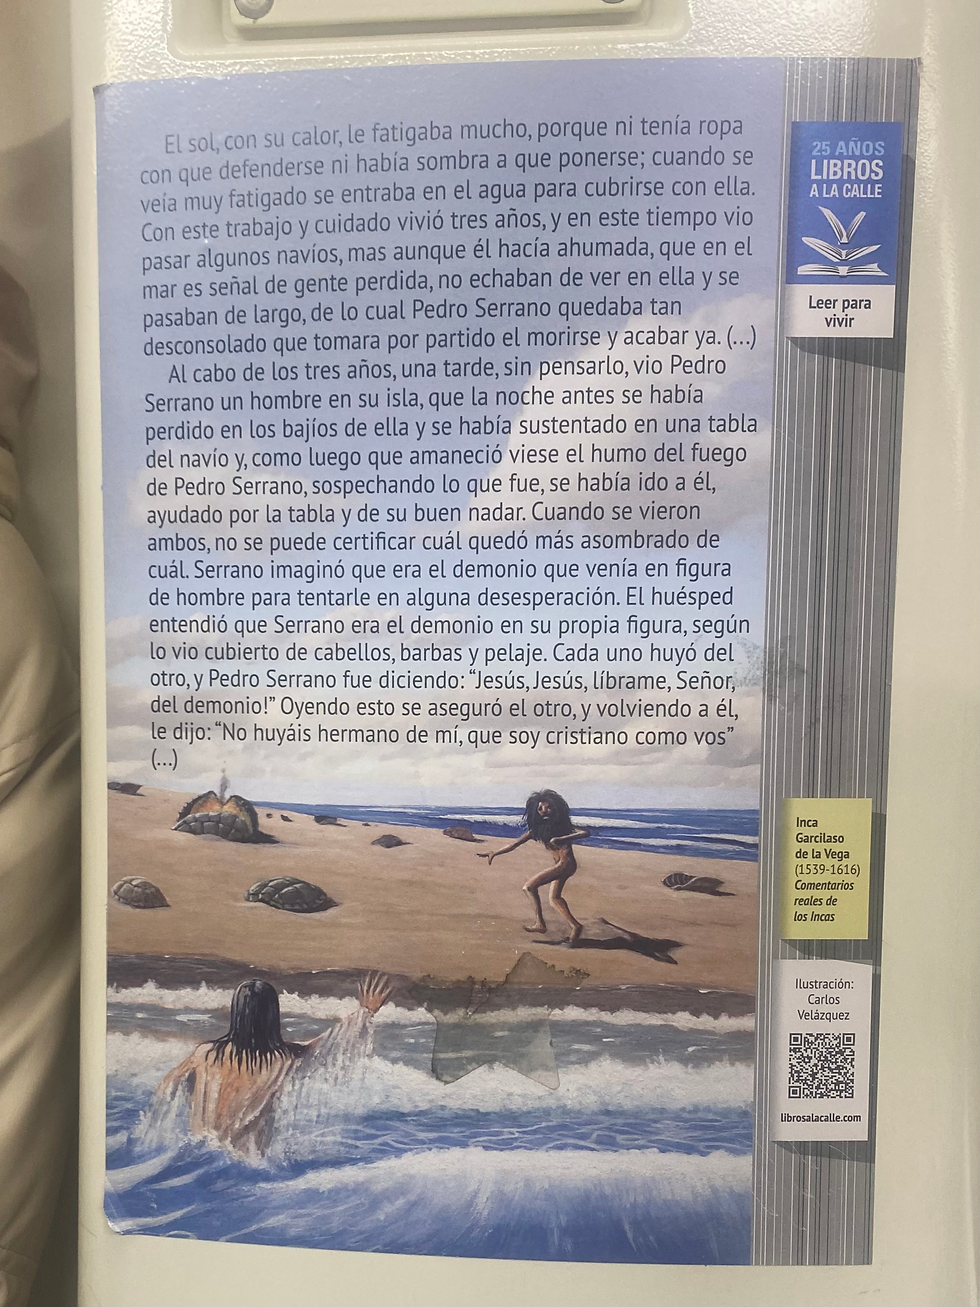 El sol, con su calor, le fatigaba mucho, porque ni tenía ropa
con que defenderse ni había sombra a que ponerse; cuando se
veía muy fatigado se entraba en el agua para cubrirse con ella.
Con este trabajo y cuidado vivió tres años, y en este tiempo vio
pasar algunos navíos, mas aunque él hacía ahumada, que en el
mar es señal de gente perdida, no echaban de ver en ella y se
pasaban de largo, de lo cual Pedro Serrano quedaba tan
desconsolado que tomara por partido el morirse y acabar ya. (...)
Al cabo de los tres años, una tarde, sin pensarlo, vio Pedro
Serrano un hombre en su isla, que la noche antes se había
perdido en los bajíos de ella y se había sustentado en una tabla
del navío y, como luego que amaneció viese el humo del fuego
de Pedro Serrano, sospechando lo que fue, se había ido a él,
ayudado por la tabla y de su buen nadar. Cuando se vieron
ambos, no se puede certificar cuál quedó más asombrado de
cuál. Serrano imaginó que era el demonio que venía en figura
de hombre para tentarle en alguna desesperación. El huésped
entendió que Serrano era el demonio en su propia figura, según
lo vio cubierto de cabellos, barbas y pelaje. Cada uno huyó del
otro, y Pedro Serrano fue diciendo: “Jesús, Jesús, líbrame, Señor,
del demonio!” Oyendo esto se aseguró el otro, y volviendo a él,
le dijo: “No huyáis hermano de mí, que soy cristiano como vos”
(...)
25 AÑOS
LIBROS
A LA CALLE
Leer para
vivir
Inca
Garcilaso
de la Vega
(1539-1616)
Comentarios
reales de
los Incas
Ilustración:
Carlos
Velázquez
librosalacalle.com